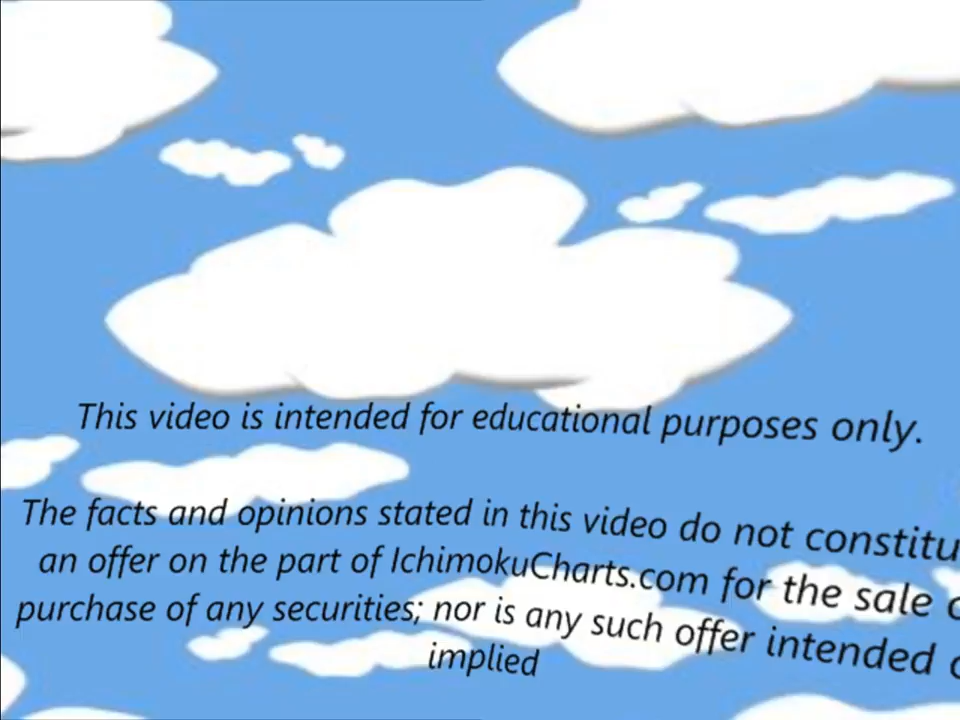 This video is intended for educational purposes only.
The facts and opinions stated in this video do not constitu
an offer on the part of IchimokuCharts.com for the sale
purchase of any securities; nor is any such offer intended
implied